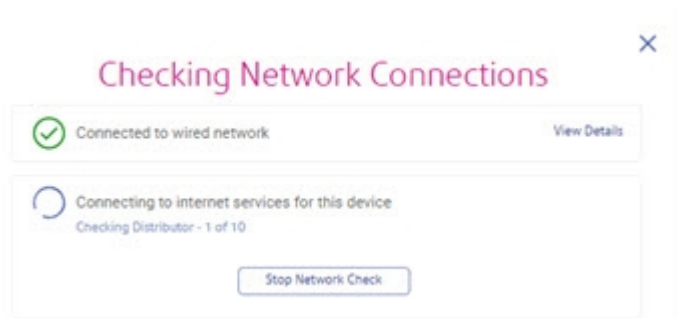 Checking Network Connections
Connected to wired network View Details
Connecting to internet services for this device
Checking Distributor - 1 of 10
Stop Network Check